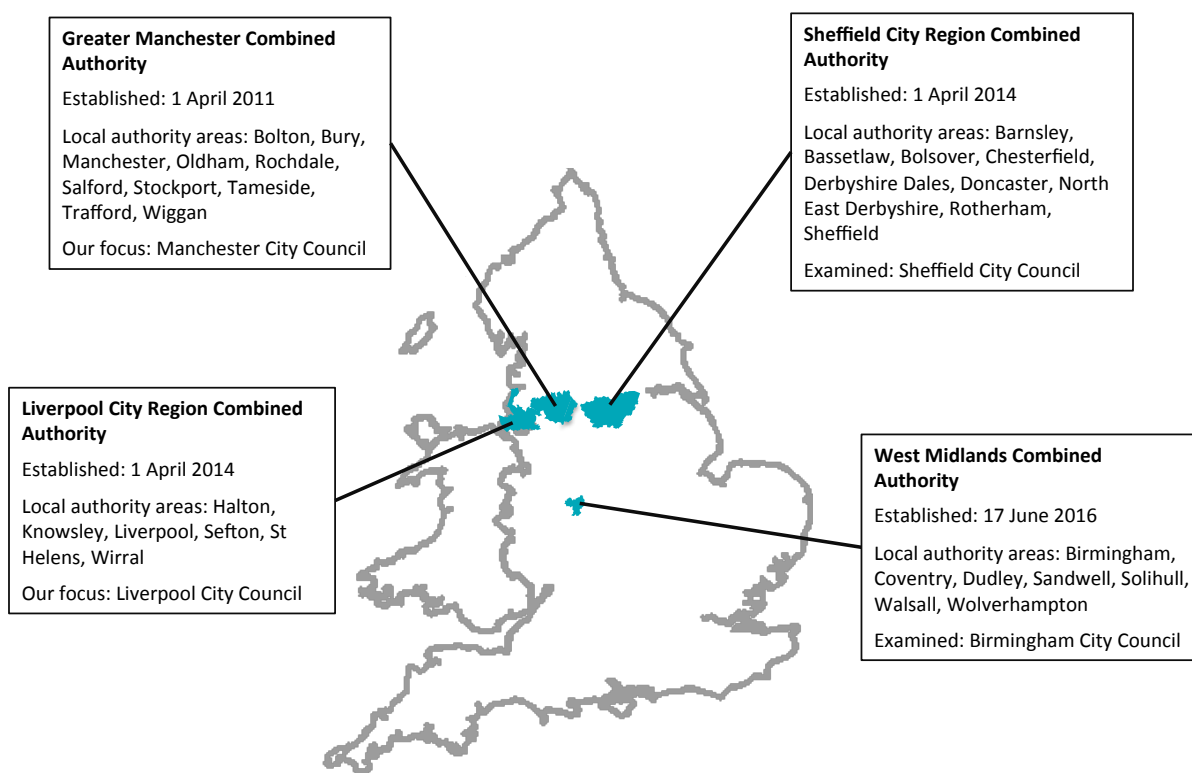 Greater Manchester Combined
Authority
Established: 1 April 2011
Local authority areas: Bolton, Bury,
Manchester, Oldham, Rochdale,
Salford, Stockport, Tameside,
Trafford, Wiggan
Our focus: Manchester City Council
Sheffield City Region Combined
Authority
Established: 1 April 2014
Local authority areas: Barnsley,
Bassetlaw, Bolsover, Chesterfield,
Derbyshire Dales, Doncaster, North
East Derbyshire, Rotherham,
Sheffield
Examined: Sheffield City Council
Liverpool City Region Combined
Authority
Established: 1 April 2014
Local authority areas: Halton,
Knowsley, Liverpool, Sefton, St
Helens, Wirral
Our focus: Liverpool City Council
West Midlands Combined
Authority
Established: 17 June 2016
Local authority areas: Birmingham,
Coventry, Dudley, Sandwell, Solihull,
Walsall, Wolverhampton
Examined: Birmingham City Council